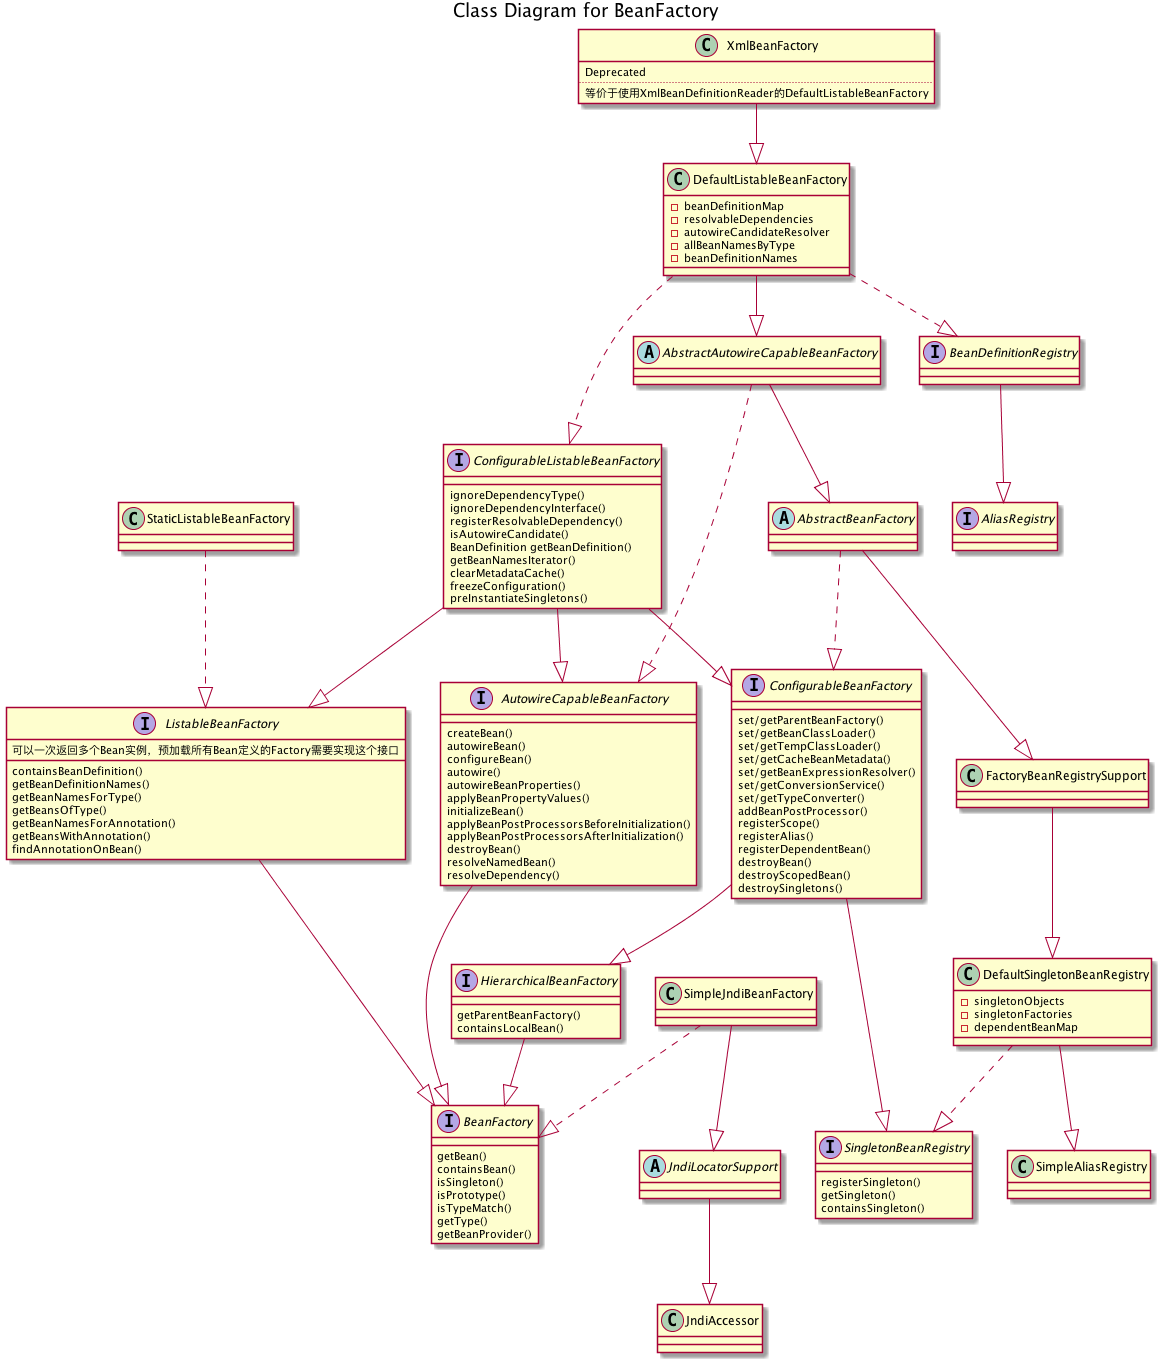 Class Diagram for BeanFactory
C XmlBeanFactory
Deprecated
等价于使用XmlBeanDefinitionReader的DefaultListableBeanFactory
C DefaultListableBeanFactory
beanDefinitionMap
resolvableDependencies
autowireCandidateResolver
allBeanNamesByType
beanDefinitionNames
A AbstractAutowireCapableBeanFactory
I BeanDefinitionRegistry
I ConfigurableListableBeanFactory
ignoreDependencyType()
ignoreDependencyInterface()
registerResolvableDependency()
isAutowireCandidate()
BeanDefinition getBeanDefinition()
getBeanNamesIterator()
clearMetadataCache()
freezeConfiguration()
preInstantiateSingletons()
C StaticListableBeanFactory
A AbstractBeanFactory
I AliasRegistry
I ListableBeanFactory
可以一次返回多个Bean实例，预加载所有Bean定义的Factory需要实现这个接口
containsBeanDefinition()
getBeanDefinitionNames()
getBeanNamesForType()
getBeansOfType()
getBeanNamesForAnnotation()
getBeansWithAnnotation()
findAnnotationOnBean()
I AutowireCapableBeanFactory
createBean()
autowireBean()
configureBean()
autowire()
autowireBeanProperties()
applyBeanPropertyValues()
initializeBean()
applyBeanPostProcessorsBeforeInitialization()
applyBeanPostProcessorsAfterInitialization()
destroyBean()
resolveNamedBean()
resolveDependency()
I ConfigurableBeanFactory
set/getParentBeanFactory()
set/getBeanClassLoader()
set/getTempClassLoader()
set/getCacheBeanMetadata()
set/getBeanExpressionResolver()
set/getConversionService()
set/getTypeConverter()
addBeanPostProcessor()
registerScope()
registerAlias()
registerDependentBean()
destroyBean()
destroyScopedBean()
destroySingletons()
C FactoryBeanRegistrySupport
I HierarchicalBeanFactory
getParentBeanFactory()
containsLocalBean()
C SimpleJndiBeanFactory
C DefaultSingletonBeanRegistry
singletonObjects
singletonFactories
dependentBeanMap
I BeanFactory
getBean()
containsBean()
isSingleton()
isPrototype()
isTypeMatch()
getType()
getBeanProvider()
A JndiLocatorSupport
I SingletonBeanRegistry
registerSingleton()
getSingleton()
containsSingleton()
C SimpleAliasRegistry
C JndiAccessor